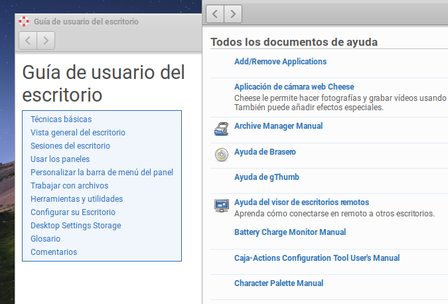 Guía de usuario del escritorio
Guía de usuario del
escritorio
Técnicas básicas
Vista general del escritorio
Sesiones del escritorio
Usar los paneles
Personalizar la barra de menú del panel
Trabajar con archivos
Herramientas y utilidades
Configurar su Escritorio
Desktop Settings Storage
Glosario
Comentarios
Todos los documentos de ayuda
Add/Remove Applications
Aplicación de cámara web Cheese
Cheese le permite hacer fotografías y grabar vídeos usando
También puede añadir efectos especiales.
Archive Manager Manual
Ayuda de Brasero
Ayuda de gThumb
Ayuda del visor de escritorios remotos
Aprenda cómo conectarse en remoto a otros escritorios.
Battery Charge Monitor Manual
Caja-Actions Configuration Tool User's Manual
Character Palette Manual